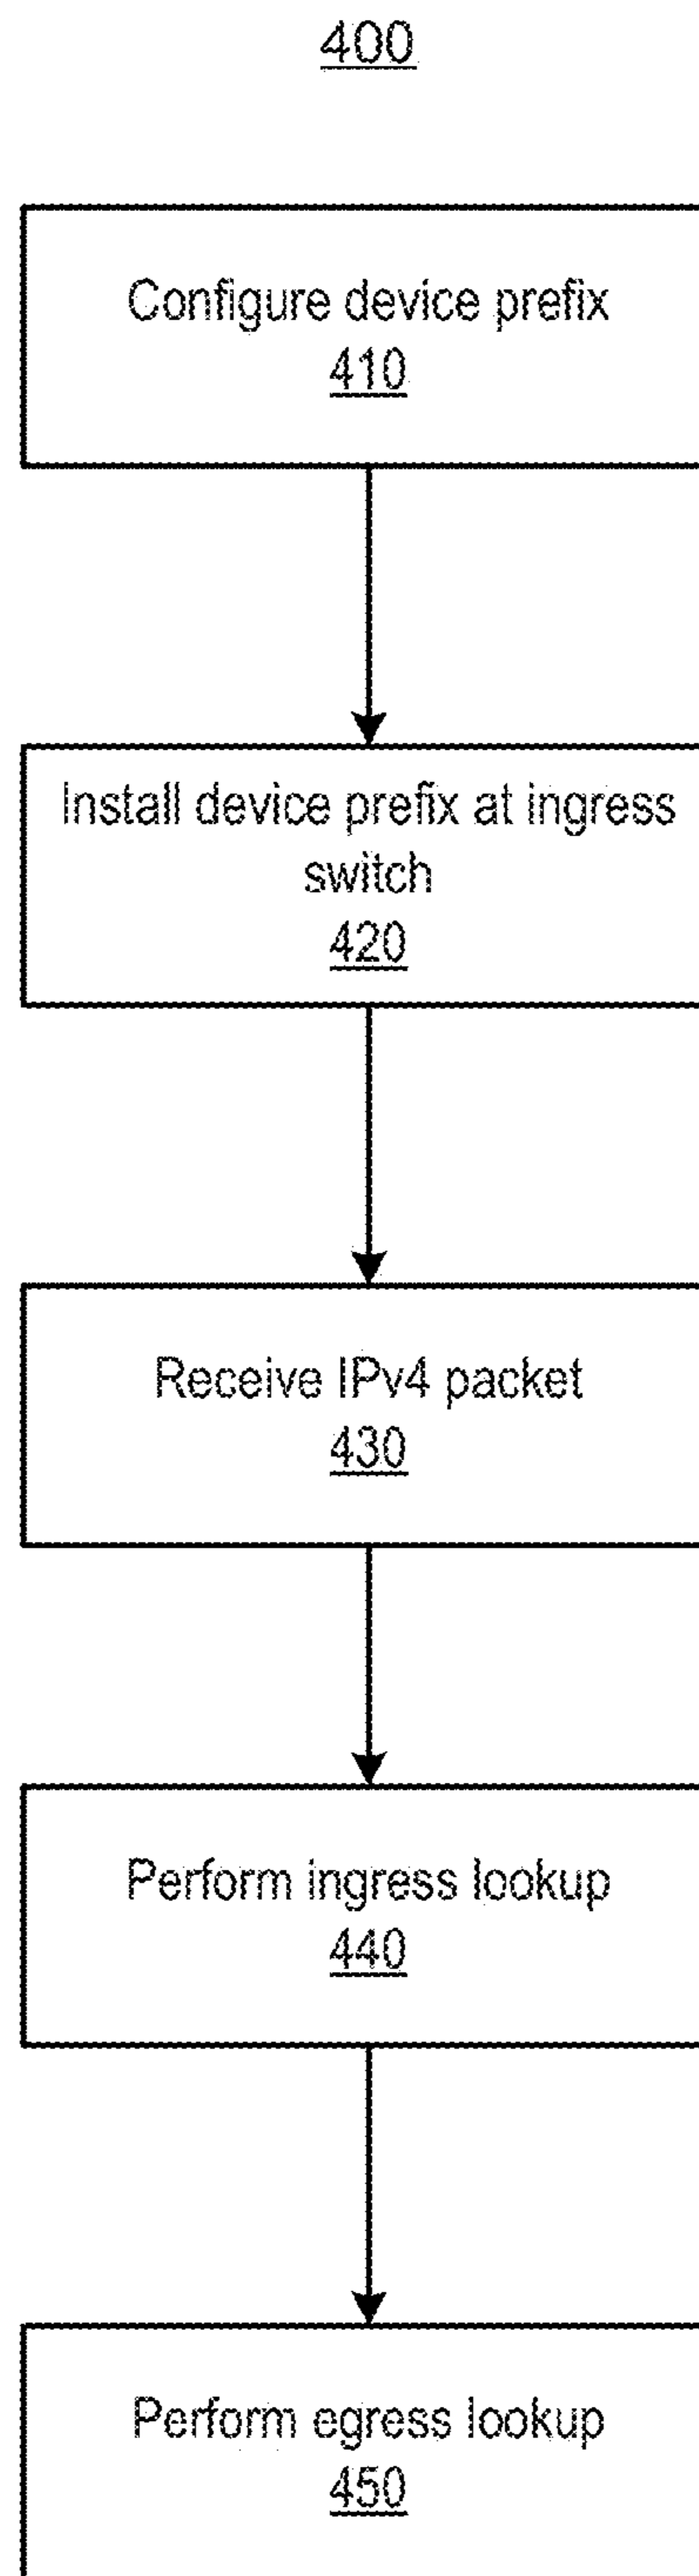 400
Configure device prefix
410
Install device prefix at ingress
switch
420
Receive IPv4 packet
430
Perform ingress lookup
440
Perform egress lookup
450